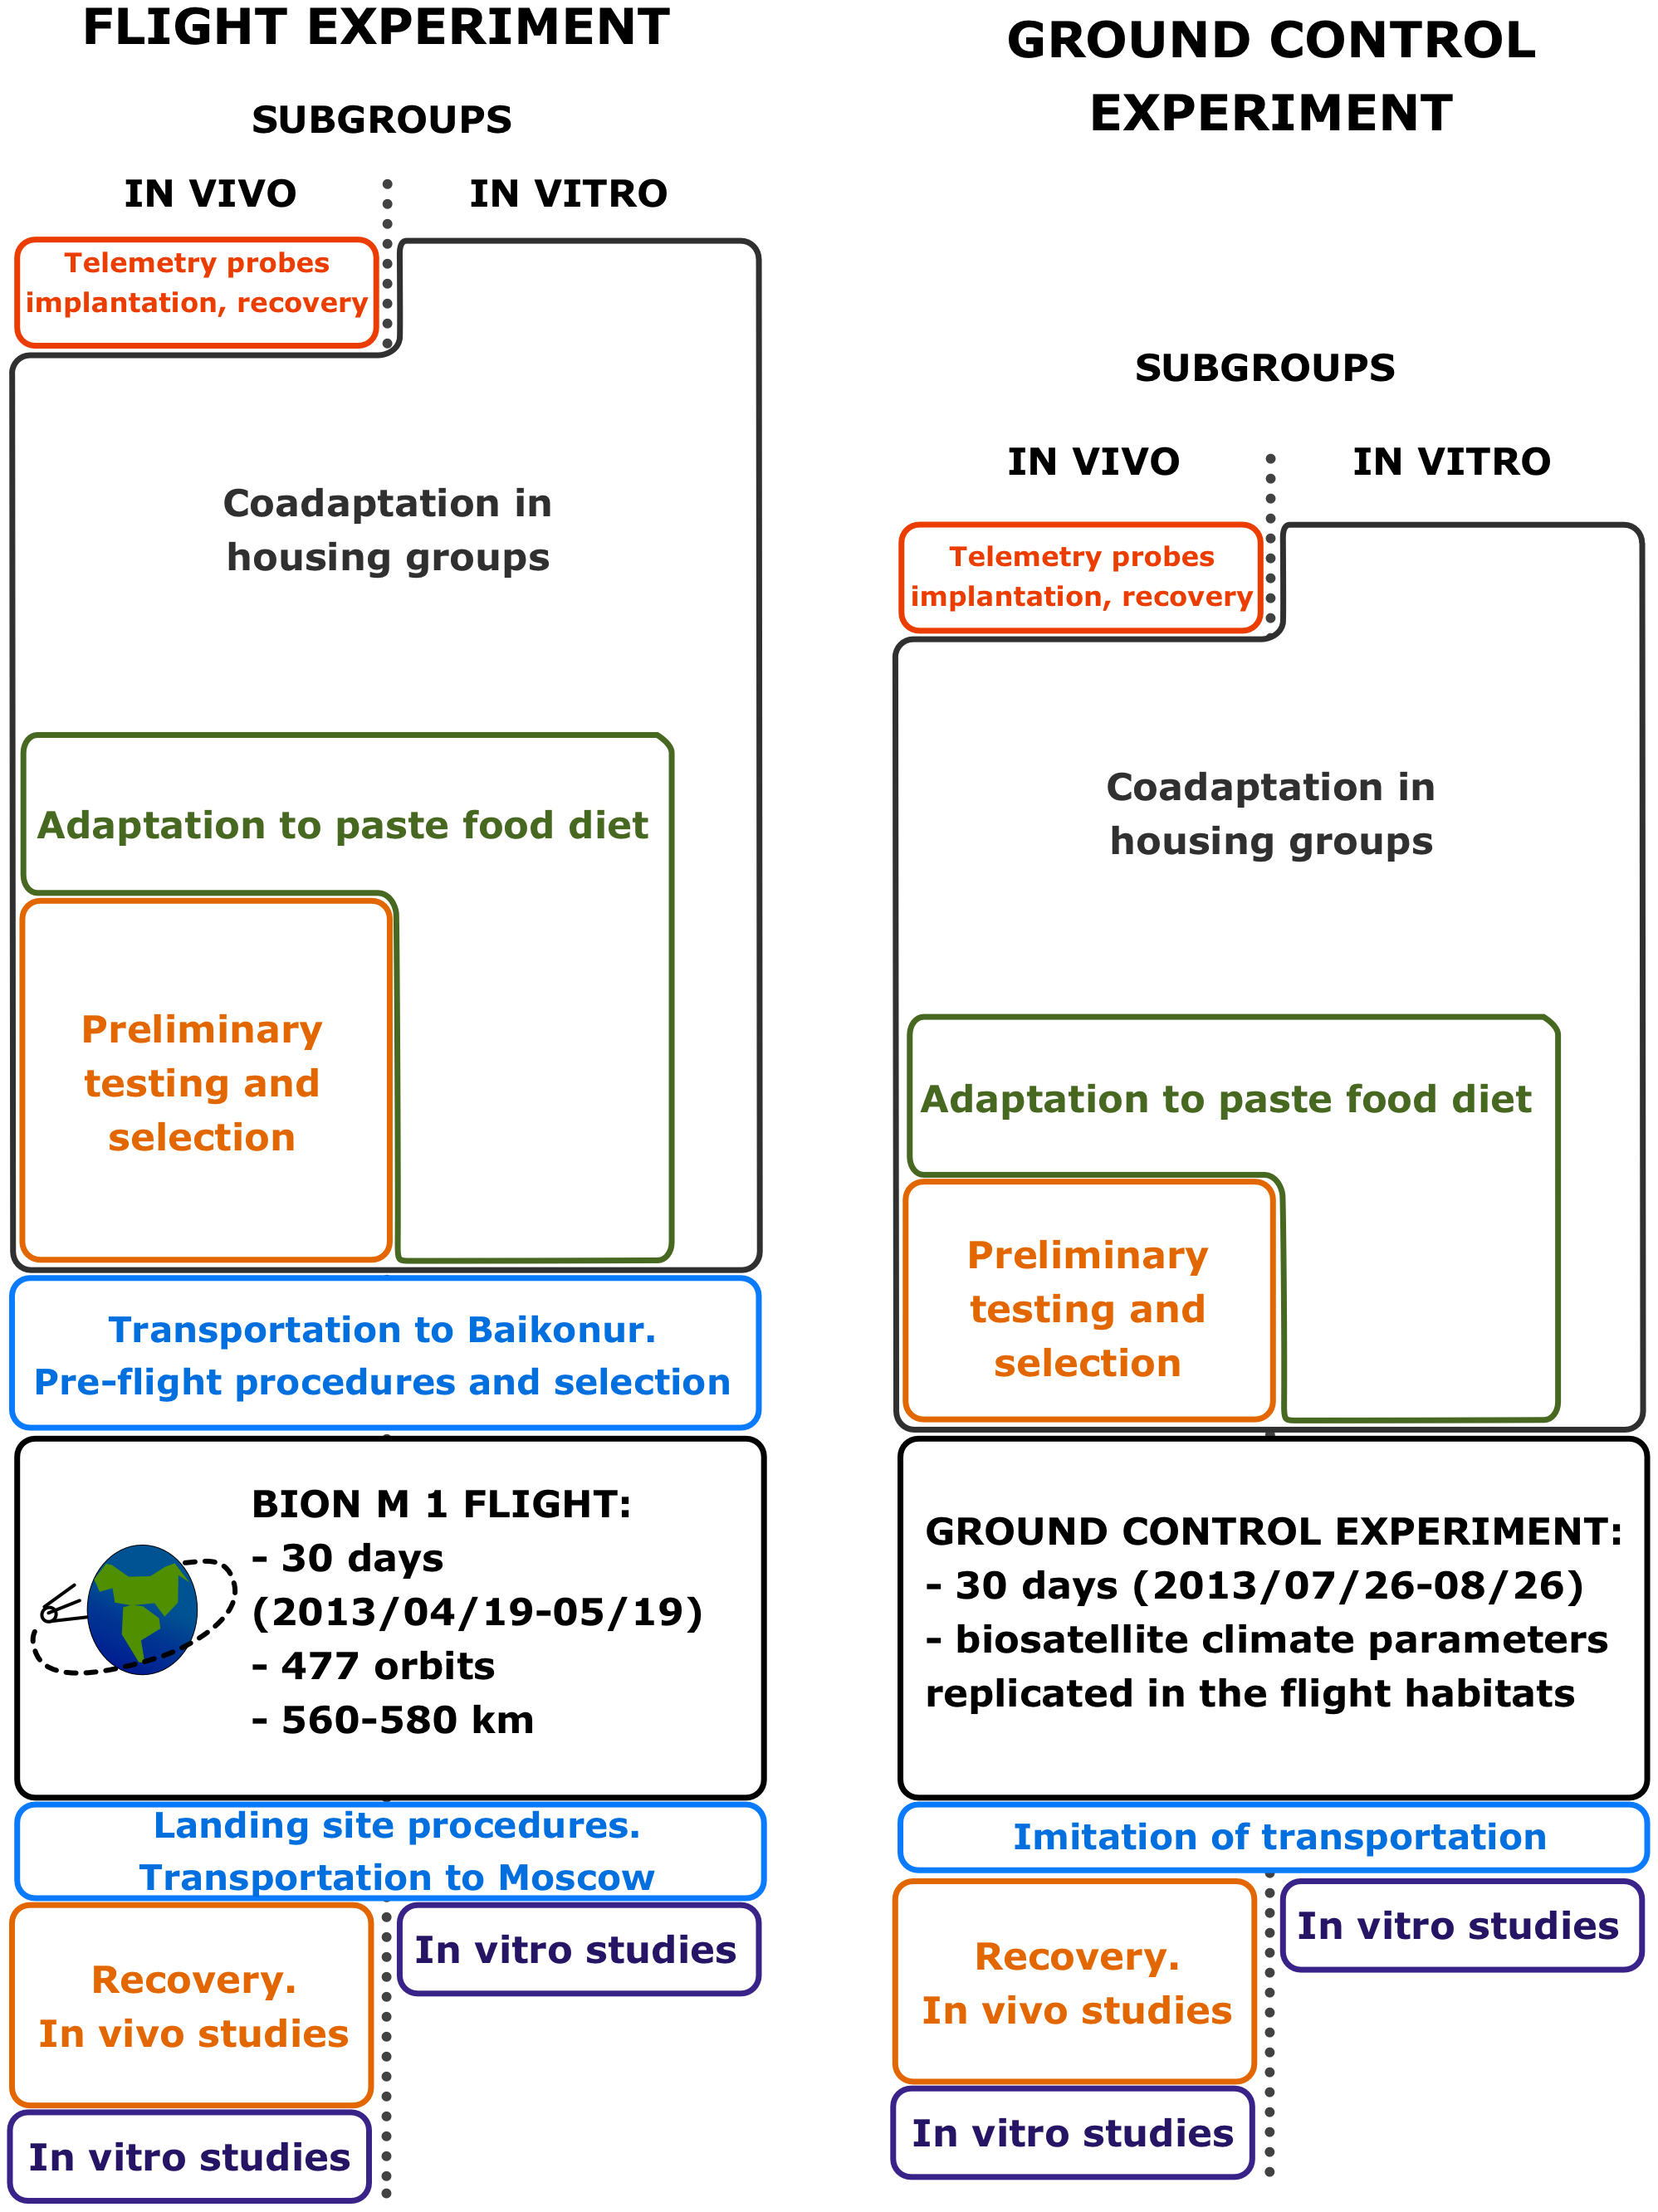 FLIGHT EXPERIMENT
SUBGROUPS
IN VIVO
IN VITRO
Telemetry probes
implantation, recovery
Coadaptation in
housing groups
Adaptation to paste food diet
Preliminary
testing and
selection
Transportation to Baikonur.
Pre-flight procedures and selection
BION M 1 FLIGHT:
- 30 days
(2013/04/19-05/19)
- 477 orbits
- 560-580 km
Landing site procedures.
Transportation to Moscow
Recovery.
In vivo studies
In vitro studies
In vitro studies
GROUND CONTROL
EXPERIMENT
SUBGROUPS
IN VIVO
IN VITRO
Telemetry probes
implantation, recovery
Coadaptation in
housing groups
Adaptation to paste food diet
Preliminary
testing and
selection
GROUND CONTROL EXPERIMENT:
- 30 days (2013/07/26-08/26)
- biosatellite climate parameters
replicated in the flight habitats
Imitation of transportation
Recovery.
In vivo studies
In vitro studies
In vitro studies